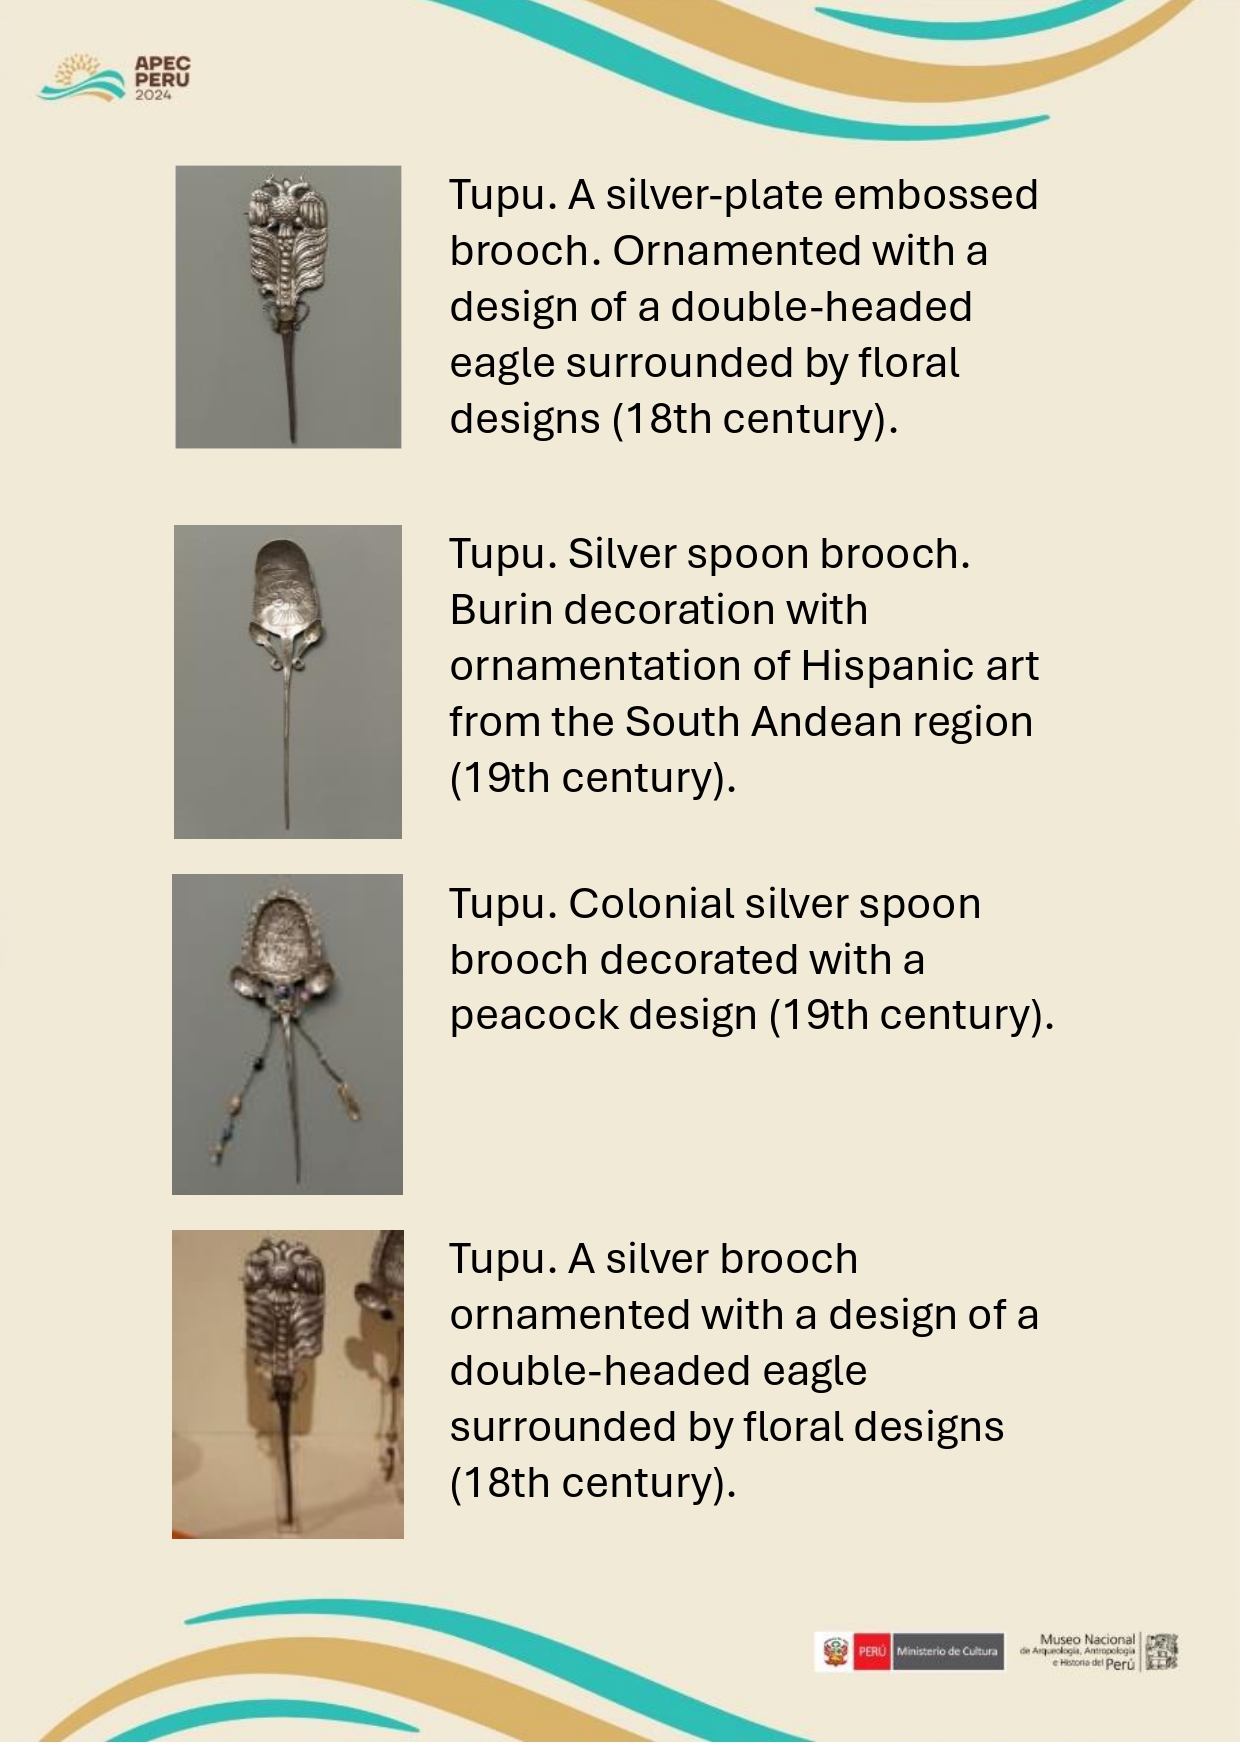 APEC
PERU
2024
Tupu. A silver-plate embossed
brooch. Ornamented with a
design of a double-headed
eagle surrounded by floral
designs (18th century).
Tupu. Silver spoon brooch.
Burin decoration with
ornamentation of Hispanic art
from the South Andean region
(19th century).
Tupu. Colonial silver spoon
brooch decorated with a
peacock design (19th century).
Tupu. A silver brooch
ornamented with a design of a
double-headed eagle
surrounded by floral designs
(18th century).
PERÚ Ministerio de Cultura
Museo Nacional
de Arqueología, Antropología
e Historia del Perú